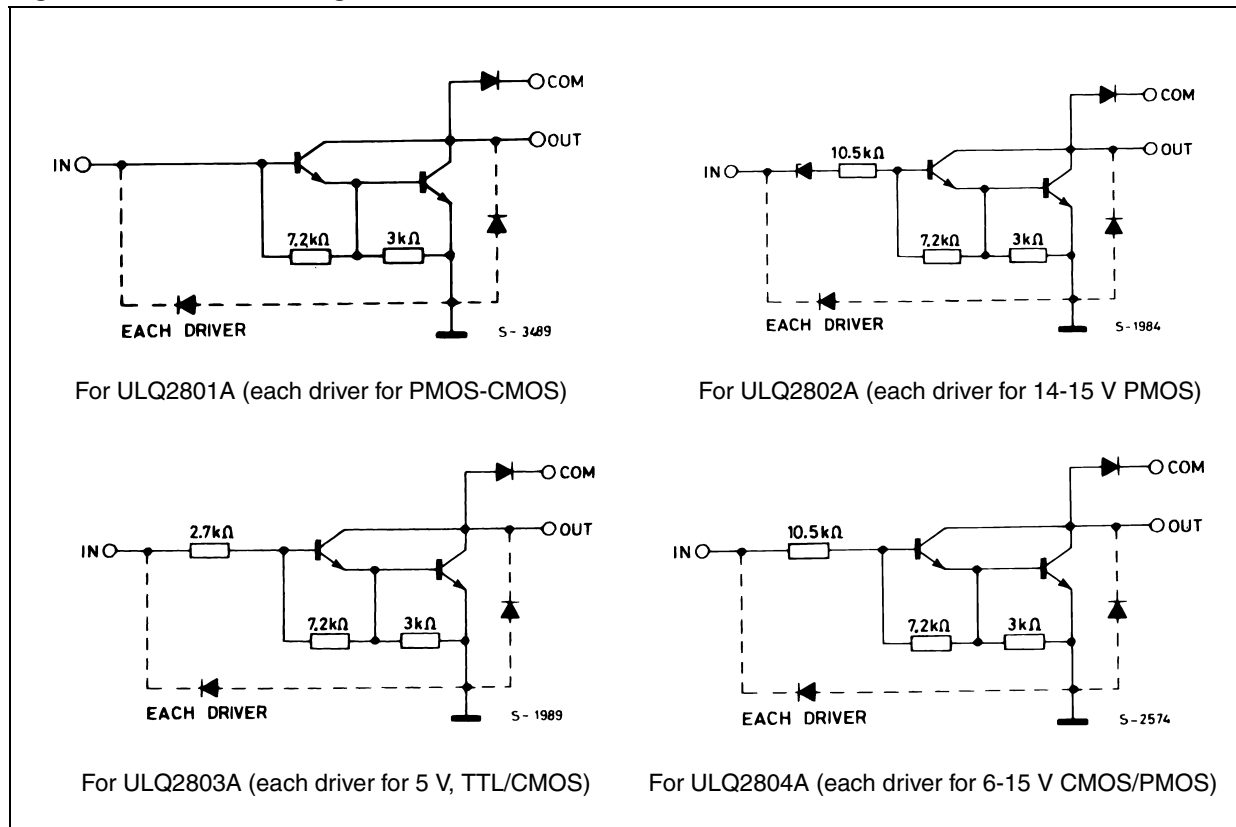 COM
OUT
IN
7.2kΩ 3kΩ
EACH DRIVER
S-3489
For ULQ2801A (each driver for PMOS-CMOS)
COM
OUT
IN
10.5kΩ
7.2kΩ 3kΩ
EACH DRIVER
S-1984
For ULQ2802A (each driver for 14-15 V PMOS)
COM
OUT
IN
2.7kΩ
7.2kΩ 3kΩ
EACH DRIVER
S-1989
For ULQ2803A (each driver for 5 V, TTL/CMOS)
COM
OUT
IN
10.5kΩ
7.2kΩ 3kΩ
EACH DRIVER
S-2574
For ULQ2804A (each driver for 6-15 V CMOS/PMOS)